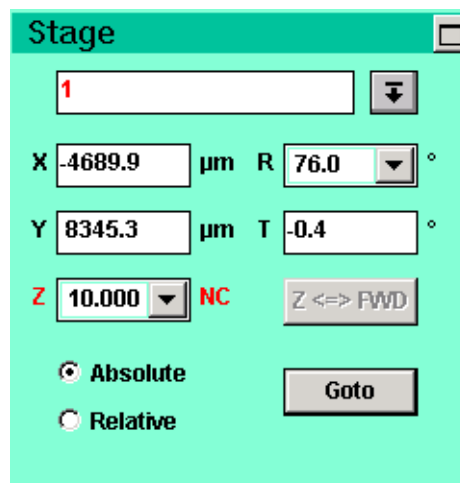 Stage
1
X -4689.9 µm R 76.0 °
Y 8345.3 µm T -0.4 °
Z 10.000 NC Z <=> FWD
Absolute
Goto
Relative